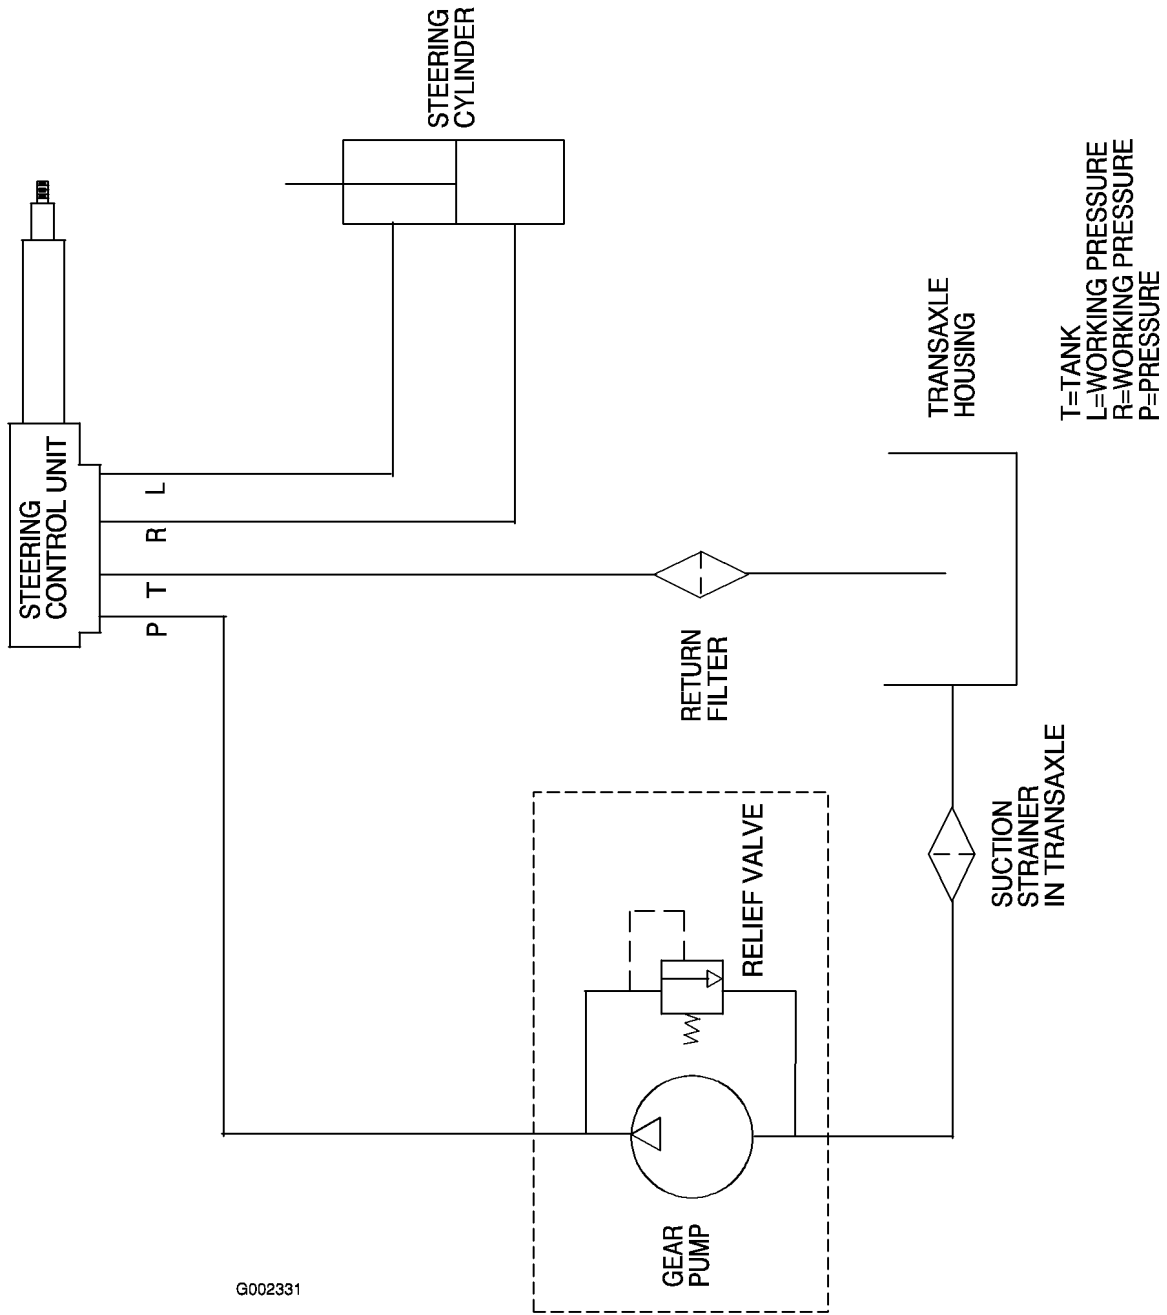 STEERING
CONTROL UNIT
P
T
R
L
STEERING
CYLINDER
RETURN
FILTER
TRANSAXLE
HOUSING
T=TANK
L=WORKING PRESSURE
R=WORKING PRESSURE
P=PRESSURE
GEAR
PUMP
RELIEF VALVE
SUCTION
STRAINER
IN TRANSAXLE
G002331